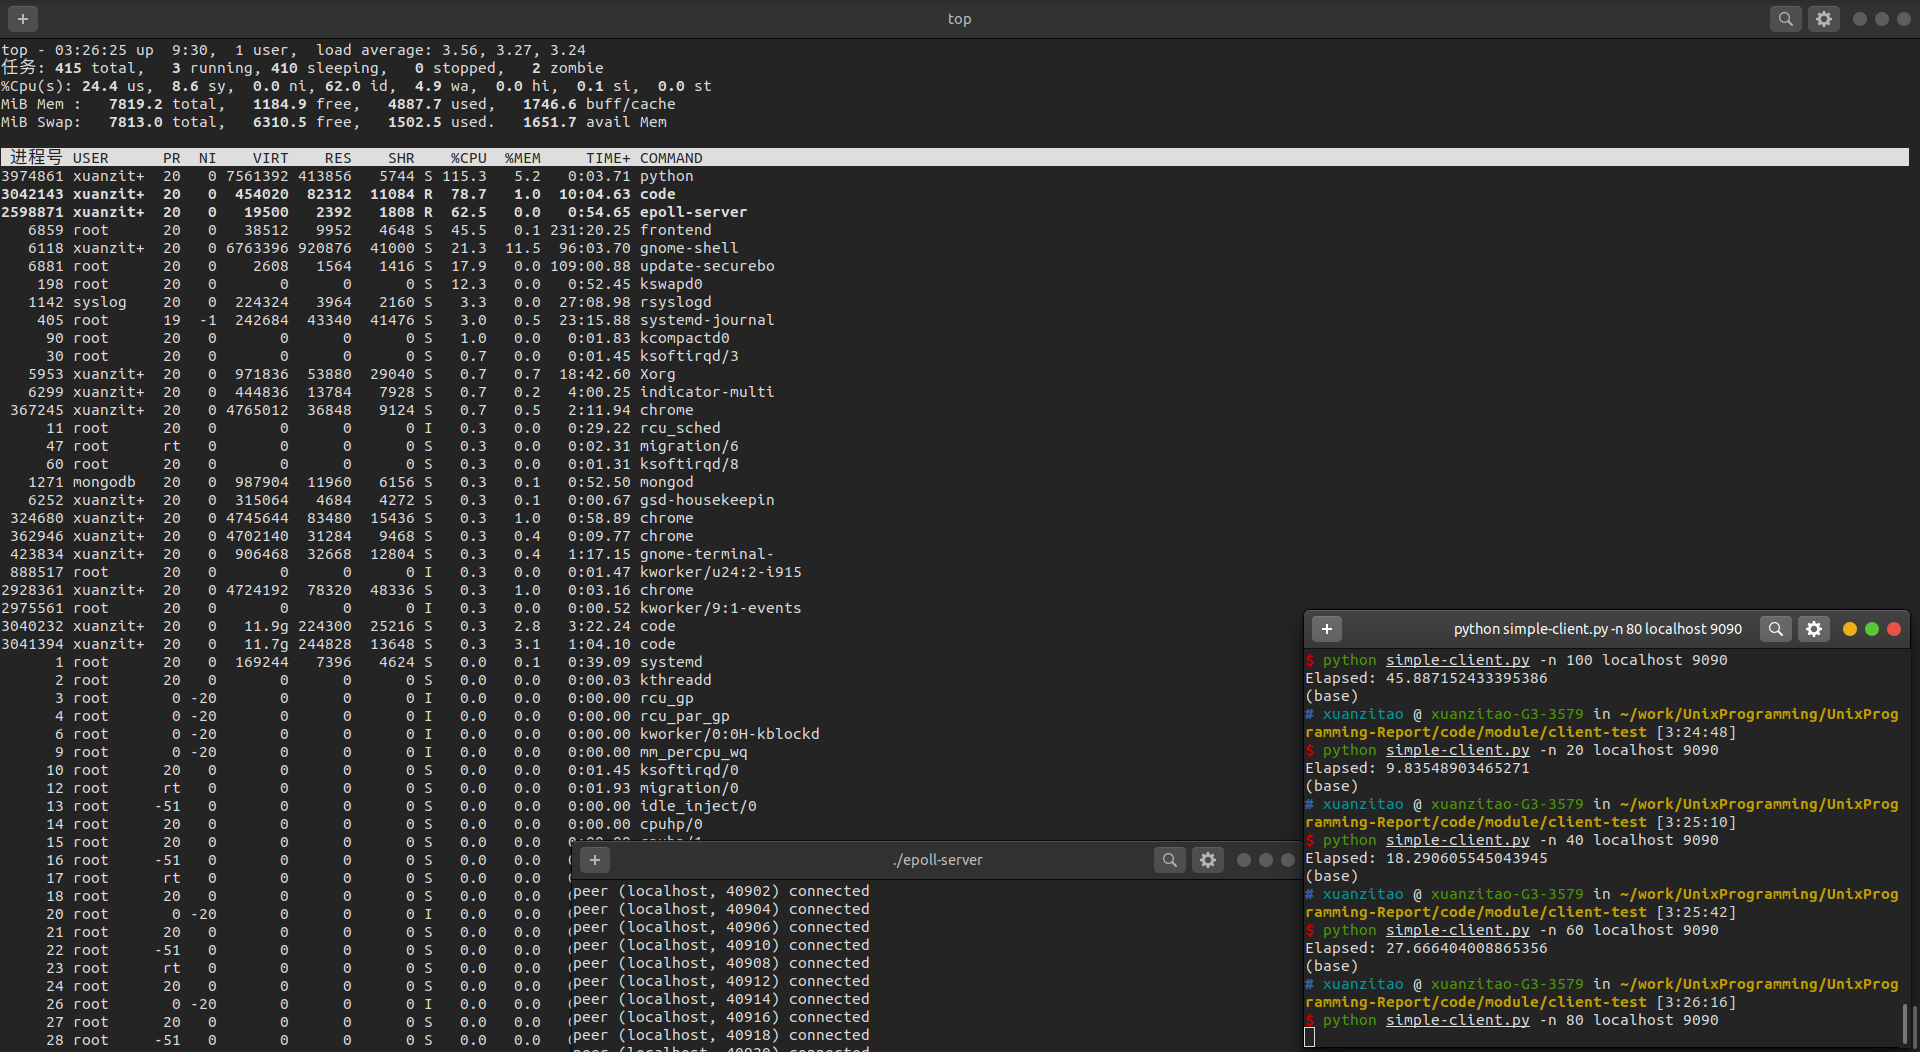 top
top - 03:26:25 up  9:30,  1 user,  load average: 3.56, 3.27, 3.24
任务: 415 total,   3 running, 410 sleeping,   0 stopped,   2 zombie
%Cpu(s): 24.4 us,  8.6 sy,  0.0 ni, 62.0 id,  4.9 wa,  0.0 hi,  0.1 si,  0.0 st
MiB Mem :   7819.2 total,   1184.9 free,   4887.7 used,   1746.6 buff/cache
MiB Swap:   7813.0 total,   6310.5 free,   1502.5 used.   1651.7 avail Mem
进程号 USER      PR  NI    VIRT    RES    SHR    %CPU  %MEM     TIME+ COMMAND
3974861 xuanzit+  20   0 7561392 413856   5744 S 115.3   5.2   0:03.71 python
3042143 xuanzit+  20   0  454020  82312  11084 R  78.7   1.0  10:04.63 code
2598871 xuanzit+  20   0   19500   2392   1808 R  62.5   0.0   0:54.65 epoll-server
6859 root      20   0   38512   9952   4648 S  45.5   0.1 231:20.25 frontend
6118 xuanzit+  20   0 6763396 920876  41000 S  21.3  11.5  96:03.70 gnome-shell
6881 root      20   0    2608   1564   1416 S  17.9   0.0 109:00.88 update-securebo
198 root      20   0       0      0      0 S  12.3   0.0   0:52.45 kswapd0
1142 syslog    20   0  224324   3964   2160 S   3.3   0.0  27:08.98 rsyslogd
405 root      19  -1  242684  43340  41476 S   3.0   0.5  23:15.88 systemd-journal
90 root      20   0       0      0      0 S   1.0   0.0   0:01.83 kcompactd0
30 root      20   0       0      0      0 S   0.7   0.0   0:01.45 ksoftirqd/3
5953 xuanzit+  20   0  971836  53880  29040 S   0.7   0.7  18:42.60 Xorg
6299 xuanzit+  20   0  444836  13784   7928 S   0.7   0.2   4:00.25 indicator-multi
367245 xuanzit+  20   0 4765012  36848   9124 S   0.7   0.5   2:11.94 chrome
11 root      20   0       0      0      0 I   0.3   0.0   0:29.22 rcu_sched
47 root      rt   0       0      0      0 S   0.3   0.0   0:02.31 migration/6
60 root      20   0       0      0      0 S   0.3   0.0   0:01.31 ksoftirqd/8
1271 mongodb   20   0  987904  11960   6156 S   0.3   0.1   0:52.50 mongod
6252 xuanzit+  20   0  315064   4684   4272 S   0.3   0.1   0:00.67 gsd-housekeepin
324680 xuanzit+  20   0 4745644  83480  15436 S   0.3   1.0   0:58.89 chrome
362946 xuanzit+  20   0 4702140  31284   9468 S   0.3   0.4   0:09.77 chrome
423834 xuanzit+  20   0  906468  32668  12804 S   0.3   0.4   1:17.15 gnome-terminal-
888517 root      20   0       0      0      0 I   0.3   0.0   0:01.47 kworker/u24:2-i915
2928361 xuanzit+  20   0 4724192  78320  48336 S   0.3   1.0   0:03.16 chrome
2975561 root      20   0       0      0      0 I   0.3   0.0   0:00.52 kworker/9:1-events
3040232 xuanzit+  20   0   11.9g 224300  25216 S   0.3   2.8   3:22.24 code
3041394 xuanzit+  20   0   11.7g 244828  13648 S   0.3   3.1   1:04.10 code
1 root      20   0  169244   7396   4624 S   0.0   0.1   0:39.09 systemd
2 root      20   0       0      0      0 S   0.0   0.0   0:00.03 kthreadd
3 root       0 -20       0      0      0 I   0.0   0.0   0:00.00 rcu_gp
4 root       0 -20       0      0      0 I   0.0   0.0   0:00.00 rcu_par_gp
6 root       0 -20       0      0      0 I   0.0   0.0   0:00.00 kworker/0:0H-kblockd
9 root       0 -20       0      0      0 I   0.0   0.0   0:00.00 mm_percpu_wq
10 root      20   0       0      0      0 S   0.0   0.0   0:01.45 ksoftirqd/0
12 root      rt   0       0      0      0 S   0.0   0.0   0:01.93 migration/0
13 root     -51   0       0      0      0 S   0.0   0.0   0:00.00 idle_inject/0
14 root      20   0       0      0      0 S   0.0   0.0   0:00.00 cpuhp/0
15 root      20   0       0      0      0 S   0.0   0.0
16 root     -51   0       0      0      0 S   0.0   0.0
17 root      rt   0       0      0      0 S   0.0   0.0
18 root      20   0       0      0      0 S   0.0   0.0
20 root       0 -20       0      0      0 I   0.0   0.0
21 root      20   0       0      0      0 S   0.0   0.0
22 root     -51   0       0      0      0 S   0.0   0.0
23 root      rt   0       0      0      0 S   0.0   0.0
24 root      20   0       0      0      0 S   0.0   0.0
26 root       0 -20       0      0      0 I   0.0   0.0
27 root      20   0       0      0      0 S   0.0   0.0
28 root     -51   0       0      0      0 S   0.0   0.0
./epoll-server
peer (localhost, 40902) connected
peer (localhost, 40904) connected
peer (localhost, 40906) connected
peer (localhost, 40910) connected
peer (localhost, 40908) connected
peer (localhost, 40912) connected
peer (localhost, 40914) connected
peer (localhost, 40916) connected
peer (localhost, 40918) connected
peer (localhost, 40920) connected
python simple-client.py -n 80 localhost 9090
$ python simple-client.py -n 100 localhost 9090
Elapsed: 45.887152433395386
(base)
# xuanzitao @ xuanzitao-G3-3579 in ~/work/UnixProgramming/UnixProg
ramming-Report/code/module/client-test [3:24:48]
$ python simple-client.py -n 20 localhost 9090
Elapsed: 9.83548903465271
(base)
# xuanzitao @ xuanzitao-G3-3579 in ~/work/UnixProgramming/UnixProg
ramming-Report/code/module/client-test [3:25:10]
$ python simple-client.py -n 40 localhost 9090
Elapsed: 18.290605545043945
(base)
# xuanzitao @ xuanzitao-G3-3579 in ~/work/UnixProgramming/UnixProg
ramming-Report/code/module/client-test [3:25:42]
$ python simple-client.py -n 60 localhost 9090
Elapsed: 27.666404008865356
(base)
# xuanzitao @ xuanzitao-G3-3579 in ~/work/UnixProgramming/UnixProg
ramming-Report/code/module/client-test [3:26:16]
$ python simple-client.py -n 80 localhost 9090